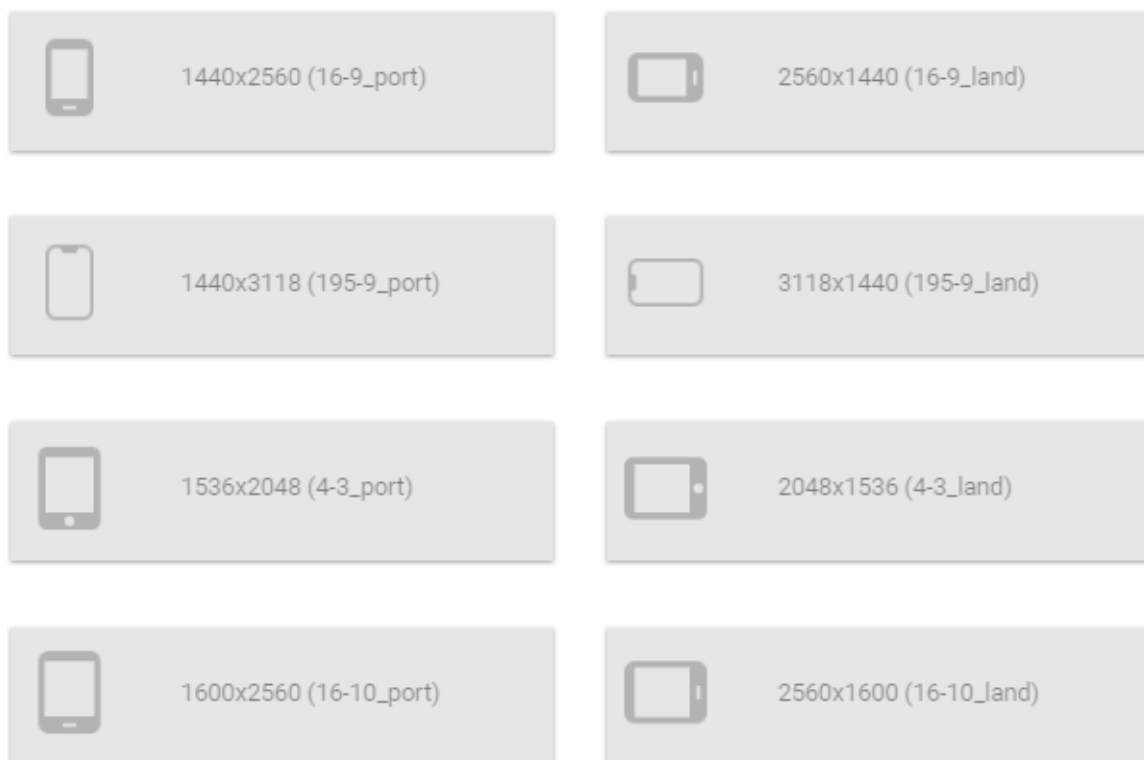 1440x2560 (16-9_port)
2560x1440 (16-9_land)
1440x3118 (195-9_port)
3118x1440 (195-9_land)
1536x2048 (4-3_port)
2048x1536 (4-3_land)
1600x2560 (16-10_port)
2560x1600 (16-10_land)